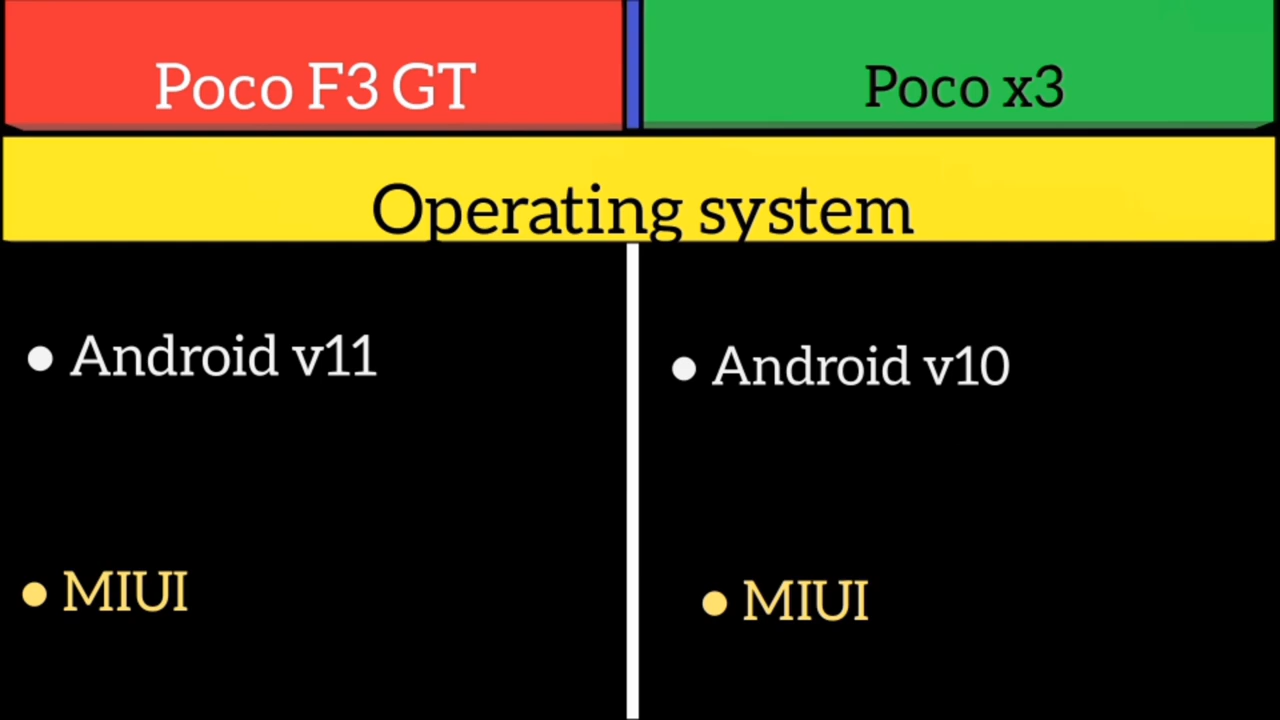 Poco F3 GT
Poco x3
Operating system
• Android v11
• Android v10
• MIUI
• MIUI